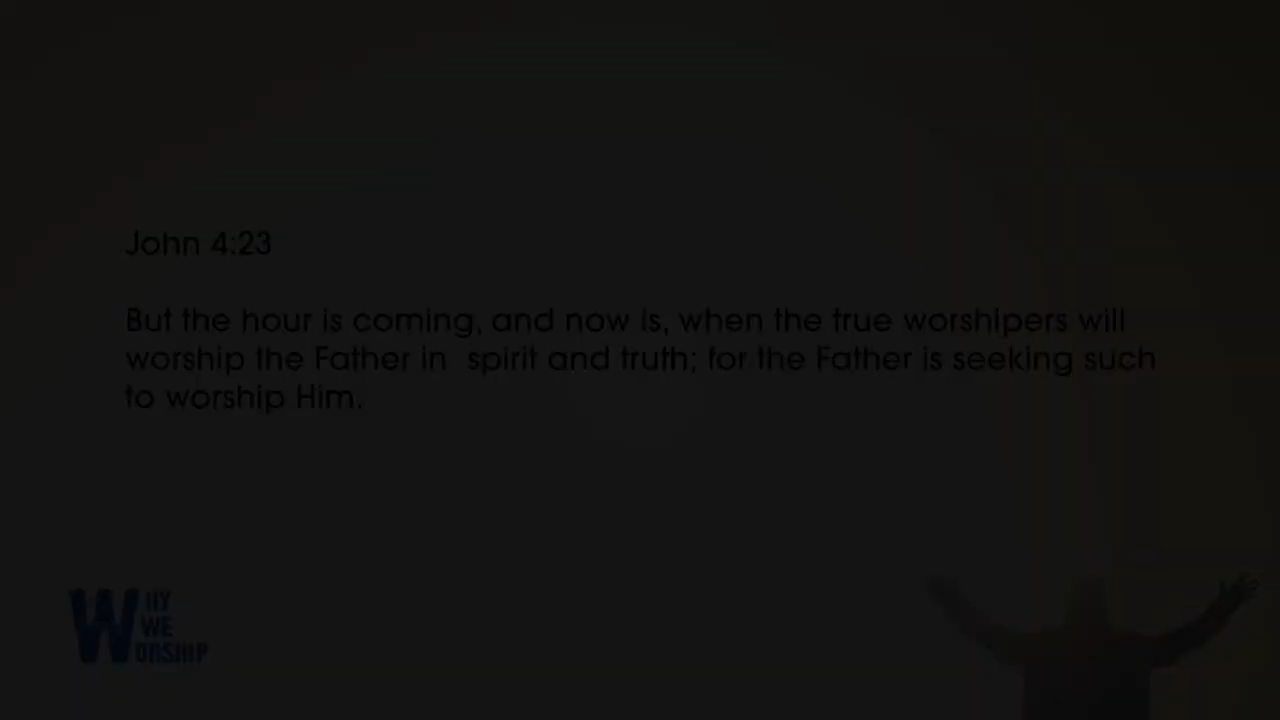 John 4:23
But the hour is coming, and now is, when the true worshipers will
worship the Father in  spirit and truth; for the Father is seeking such
to worship Him.
WHY
WE
WORSHIP